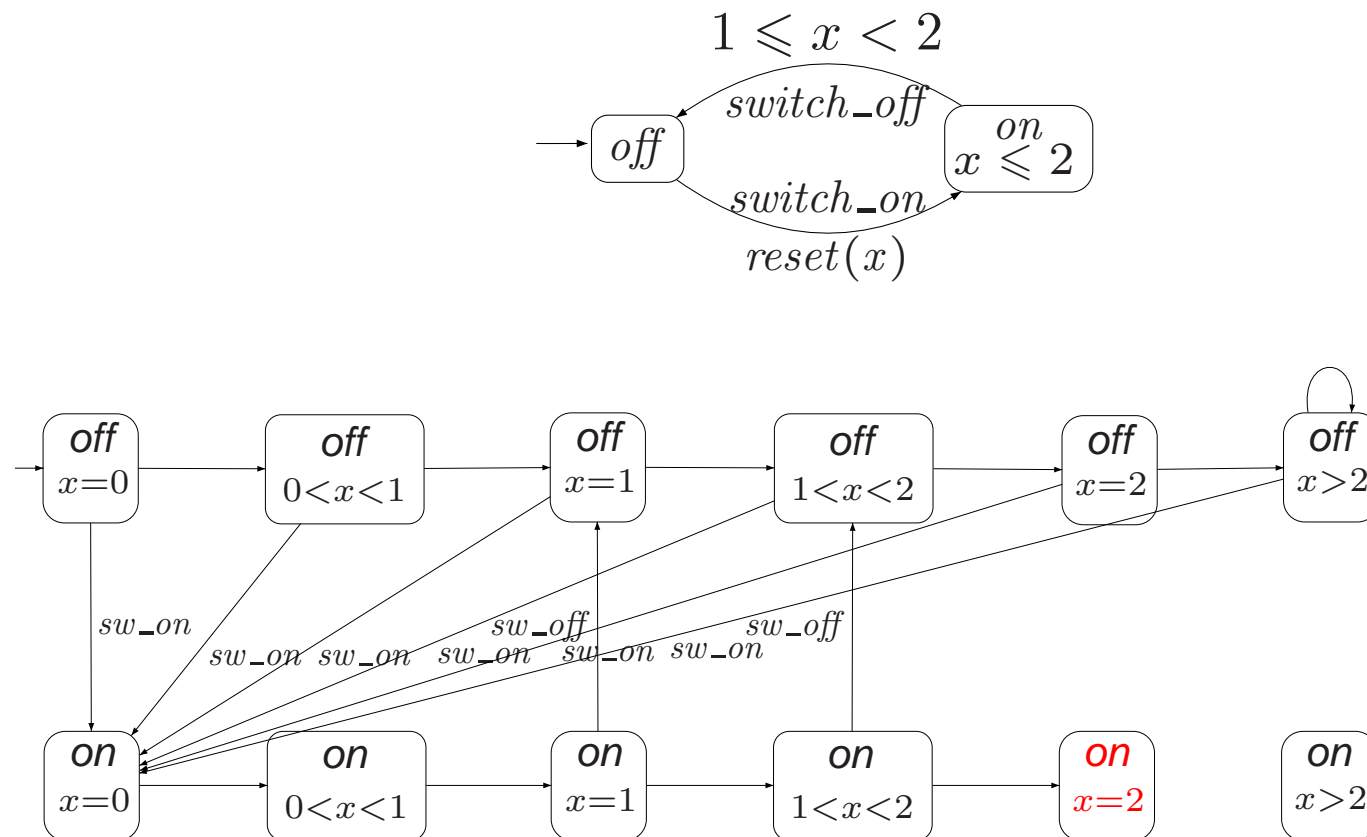 1 ⩽ x < 2
switch_off
off
on
x ⩽ 2
switch_on
reset(x)
off
x=0
off
0<x<1
off
x=1
off
1<x<2
off
x=2
off
x>2
sw_on
sw_on
sw_on
sw_off
sw_on
sw_on
sw_on
sw_off
on
x=0
on
0<x<1
on
x=1
on
1<x<2
on
x=2
on
x>2